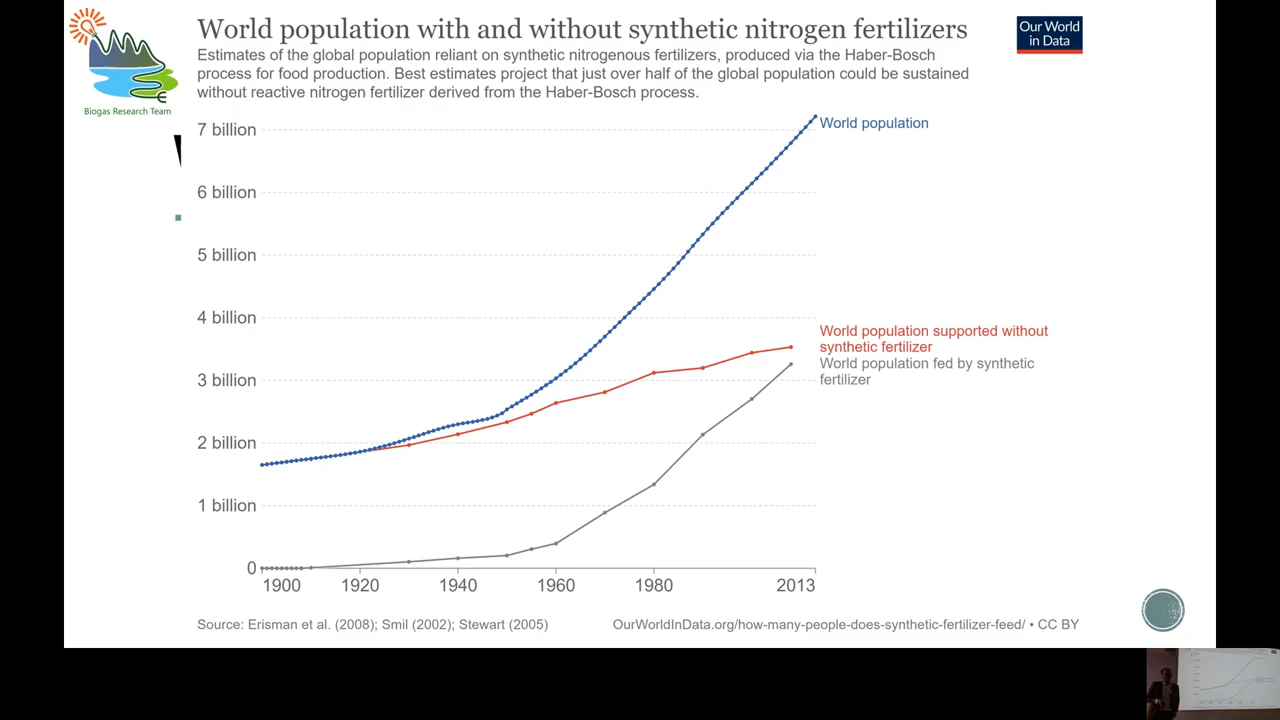 World population with and without synthetic nitrogen fertilizers
Our World
in Data
Estimates of the global population reliant on synthetic nitrogenous fertilizers, produced via the Haber-Bosch
process for food production. Best estimates project that just over half of the global population could be sustained
without reactive nitrogen fertilizer derived from the Haber-Bosch process.
Biogas Research Team
7 billion
World population
6 billion
5 billion
4 billion
World population supported without
synthetic fertilizer
World population fed by synthetic
fertilizer
3 billion
2 billion
1 billion
0
1900 1920 1940 1960 1980 2013
Source: Erisman et al. (2008); Smil (2002); Stewart (2005)
OurWorldInData.org/how-many-people-does-synthetic-fertilizer-feed/ • CC BY